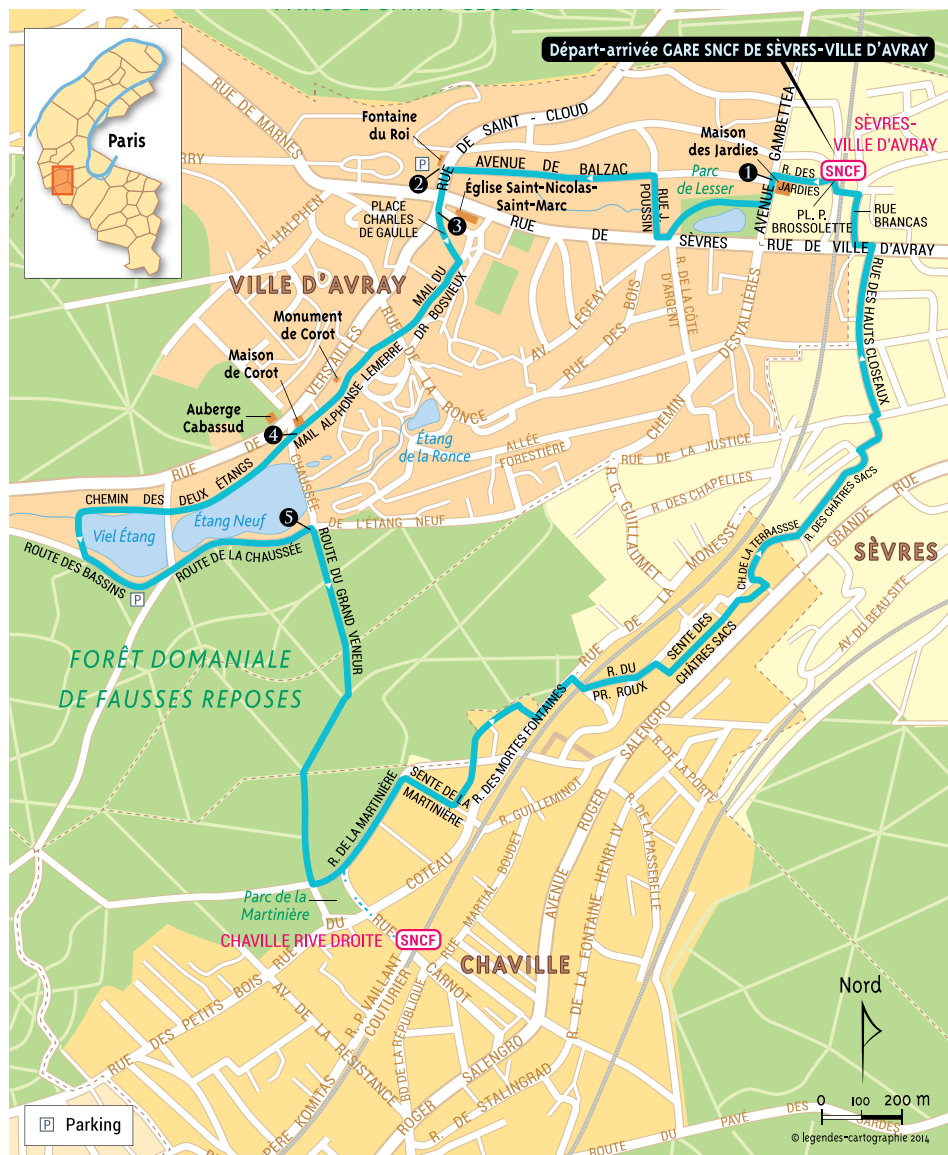 Départ-arrivée GARE SNCF DE SÈVRES-VILLE D'AVRAY
Paris
RUE DE MARNES
Fontaine
du Roi
P
2
RUE DE SAINT - CLOUD
AVENUE DE BALZAC
Maison
des Jardies
1
GAMBETTEA
AVENUE
SÈVRES-
VILLE D'AVRAY
SNCF
R. DES
JARDIES
Parc
de Lesser
RUE J.
POUSSIN
PL. P.
BROSSOLETTE
RUE
BRANCAS
Église Saint-Nicolas-
Saint-Marc
3
PLACE
CHARLES
DE GAULLE
RUE DE SÈVRES
RUE DE VILLE D'AVRAY
AV. HALPHEN
VILLE D'AVRAY
MAIL DU
DR BOSVIEUX
RUE DES HAUTS CLOSEAUX
R. DE LA CÔTE
D'ARGENT
DESVALLIÈRES
CHEMIN
AV. LEGEAY
RUE DES BOIS
Monument
de Corot
Maison
de Corot
Auberge
Cabassud
4
RUE DE VERSAILLES
MAIL ALPHONSE LEMERRE
RUE DE LA RONCE
Étang
de la Ronce
ALLÉE
FORESTIÈRE
RUE DE LA JUSTICE
R. DES CHAPELLES
R. G. GUILLAUMET
CHAUSSÉE
DE L'ÉTANG NEUF
CHEMIN DES DEUX ÉTANGS
Viel Étang
Étang Neuf
5
ROUTE DES BASSINS
ROUTE DE LA CHAUSSÉE
P
ROUTE DU GRAND VENEUR
RUE DE LA MONESSE
CH.DE LA TERRASSSE
R. DES CHÂTRES SACS
GRANDE RUE
SÈVRES
AV. DU BEAU SITE
FORÊT DOMANIALE
DE FAUSSES REPOSES
SENTE DES
CHÂTRES SACS
R. DU
PR. ROUX
R. DES MORTES FONTAINES
SENTE DE LA
MARTINIÈRE
R. DE LA MARTINIÈRE
R. GUILLEMINOT
AVENUE ROGER SALENGRO
R. DE LA PORTE
R. DE LA PASSERELLE
R. DE LA FONTAINE HENRI IV
RUE MARTIAL BOUDET
Parc de la
Martinière
RUE DES PETITS BOIS
RUE DU COTEAU
CHAVILLE RIVE DROITE
SNCF
RUE CARNOT
CHAVILLE
R. P. VAILLANT
COUTURIER
AV. DE LA RÉSISTANCE
BD DE LA RÉPUBLIQUE
ROGER SALENGRO
R. DE STALINGRAD
PÈRE KOMITAS
ROUTE DU PAVÉ DES GARDES
Nord
0 100 200 m
© legendes-cartographie 2014
P Parking